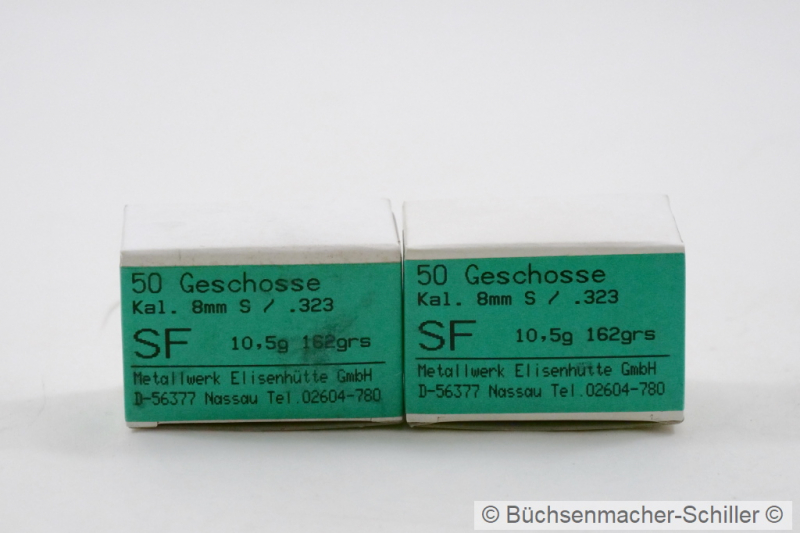 50 Geschosse
Kal. 8mm S / .323
SF 10,5g 162grs
Metallwerk Elisenhütte GmbH
D-56377 Nassau Tel.02604-780
50 Geschosse
Kal. 8mm S / .323
SF 10,5g 162grs
Metallwerk Elisenhütte GmbH
D-56377 Nassau Tel.02604-780
© Büchsenmacher-Schiller ©